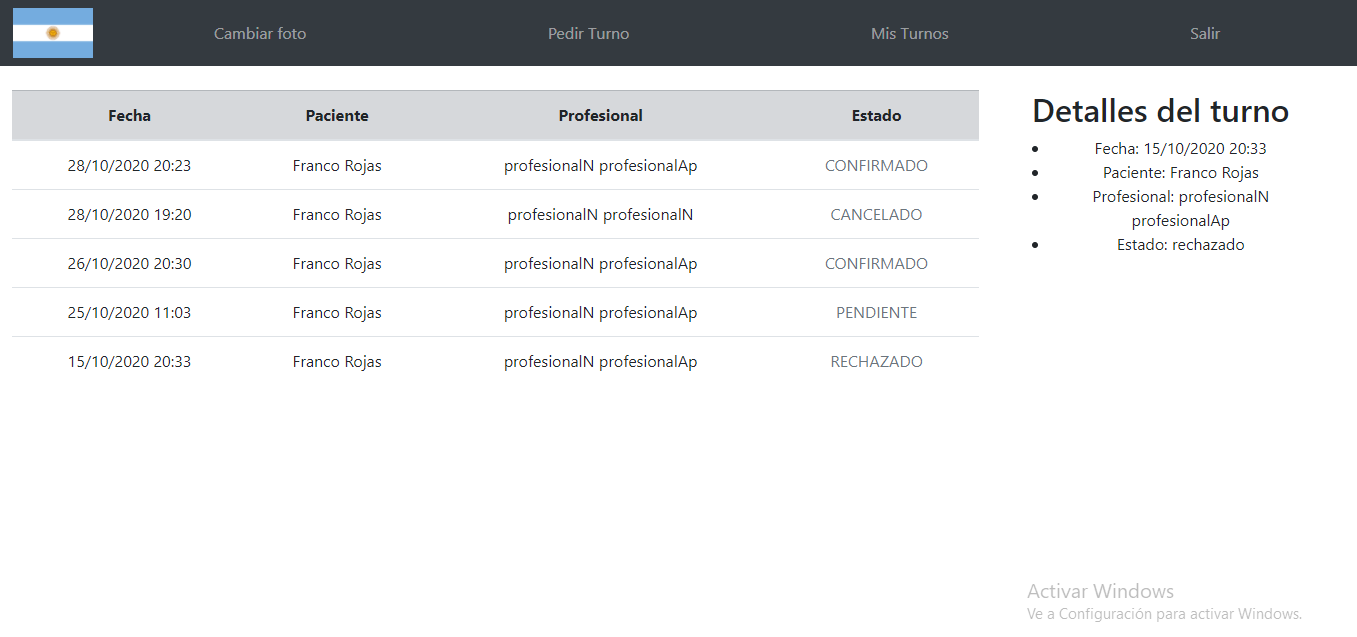 Cambiar foto Pedir Turno Mis Turnos Salir
Fecha Paciente Profesional Estado
28/10/2020 20:23 Franco Rojas profesionalN profesionalAp CONFIRMADO
28/10/2020 19:20 Franco Rojas profesionalN profesionalN CANCELADO
26/10/2020 20:30 Franco Rojas profesionalN profesionalAp CONFIRMADO
25/10/2020 11:03 Franco Rojas profesionalN profesionalAp PENDIENTE
15/10/2020 20:33 Franco Rojas profesionalN profesionalAp RECHAZADO
Detalles del turno
Fecha: 15/10/2020 20:33
Paciente: Franco Rojas
Profesional: profesionalN
profesionalAp
Estado: rechazado
Activar Windows
Ve a Configuración para activar Windows.